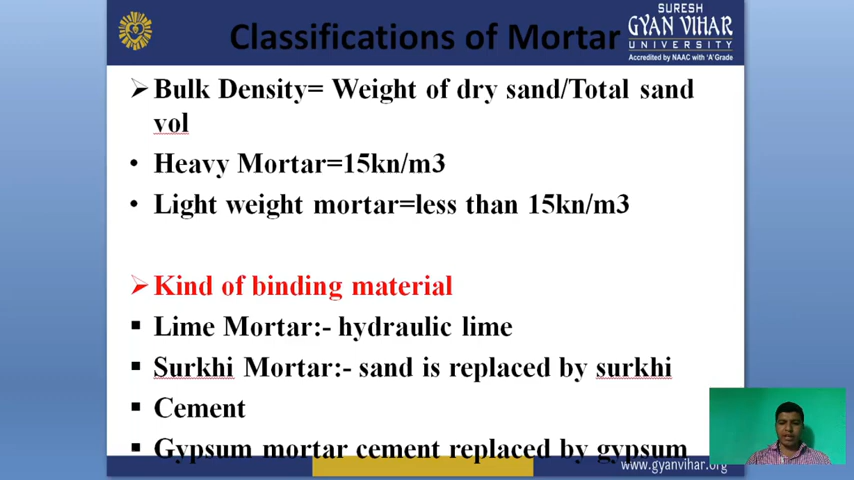 Classifications of Mortar
SURESH
GYAN VIHAR
UNIVERSITY
Accredited by NAAC with 'A' Grade
Bulk Density= Weight of dry sand/Total sand
vol
Heavy Mortar=15kn/m3
Light weight mortar=less than 15kn/m3
Kind of binding material
Lime Mortar:- hydraulic lime
Surkhi Mortar:- sand is replaced by surkhi
Cement
Gypsum mortar cement replaced by gypsum
www.gyanvihar.org